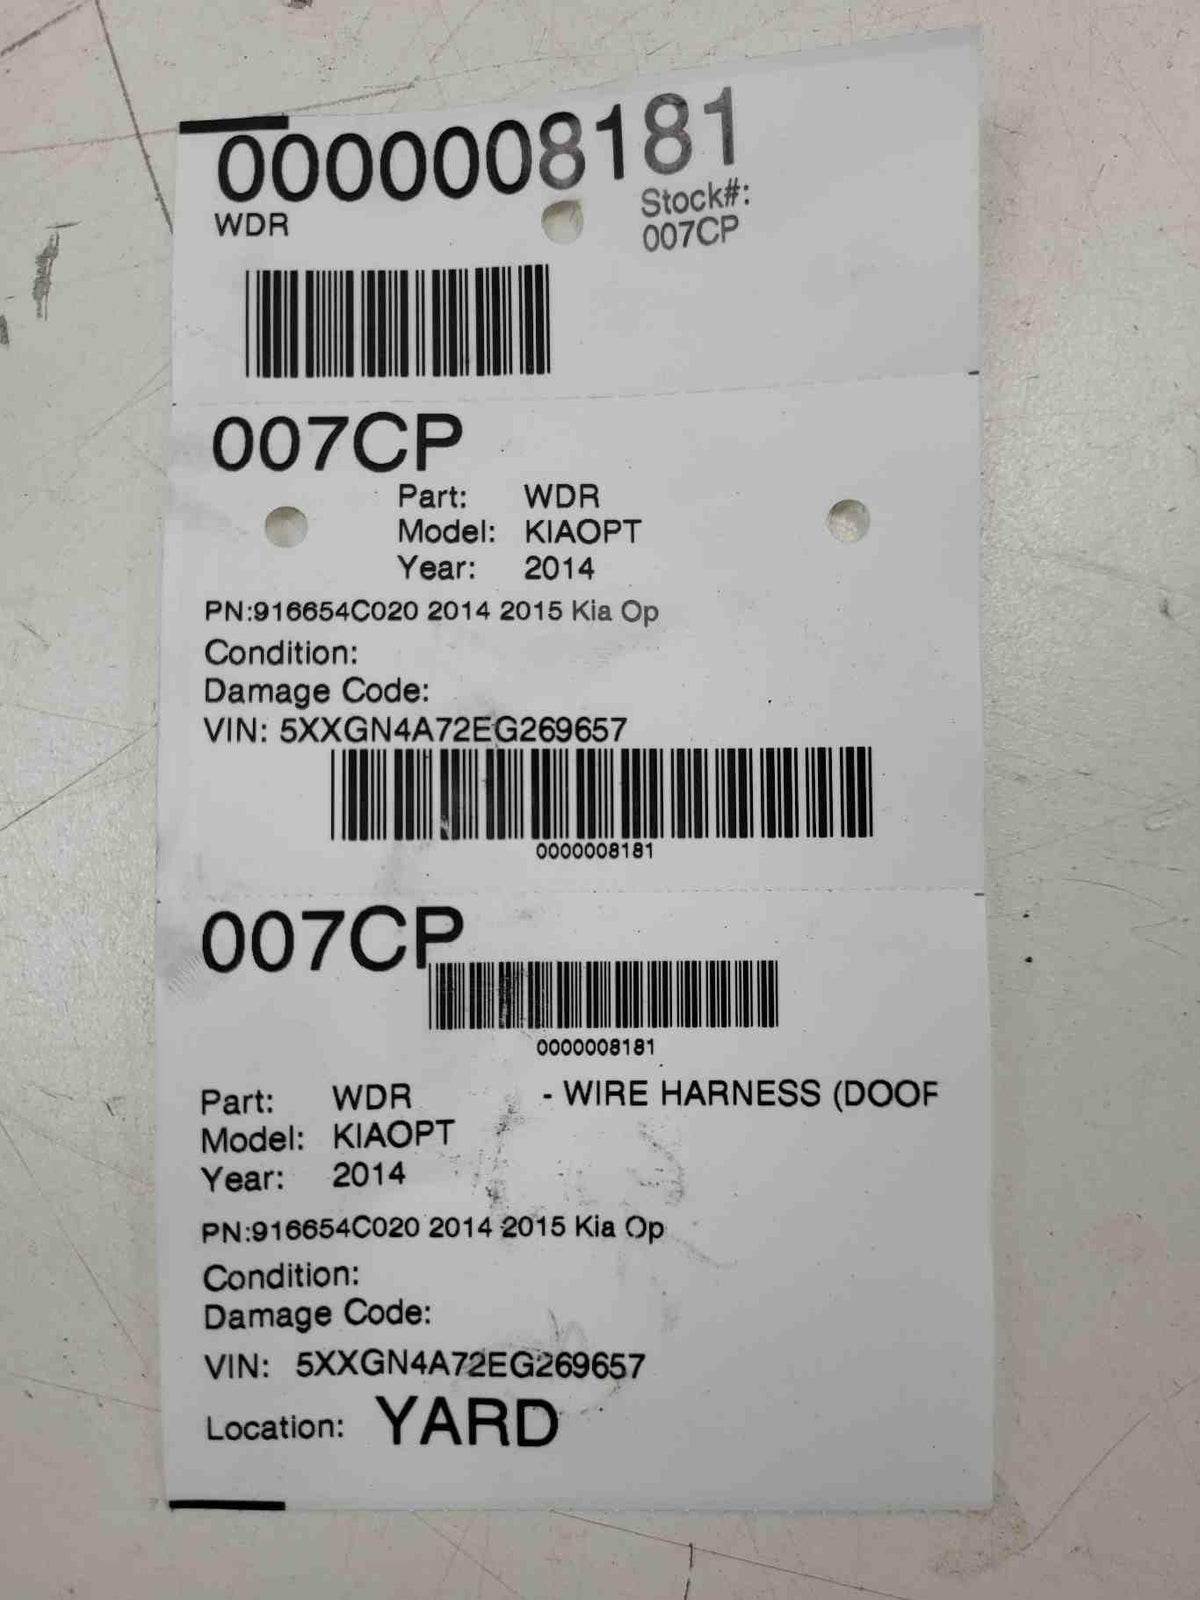 0000008181
WDR
Stock#:
007CP
007CP
Part: WDR
Model: KIAOPT
Year: 2014
PN:916654C020 2014 2015 Kia Op
Condition:
Damage Code:
VIN: 5XXGN4A72EG269657
0000008181
007CP
0000008181
Part: WDR - WIRE HARNESS (DOOF
Model: KIAOPT
Year: 2014
PN:916654C020 2014 2015 Kia Op
Condition:
Damage Code:
VIN: 5XXGN4A72EG269657
Location: YARD